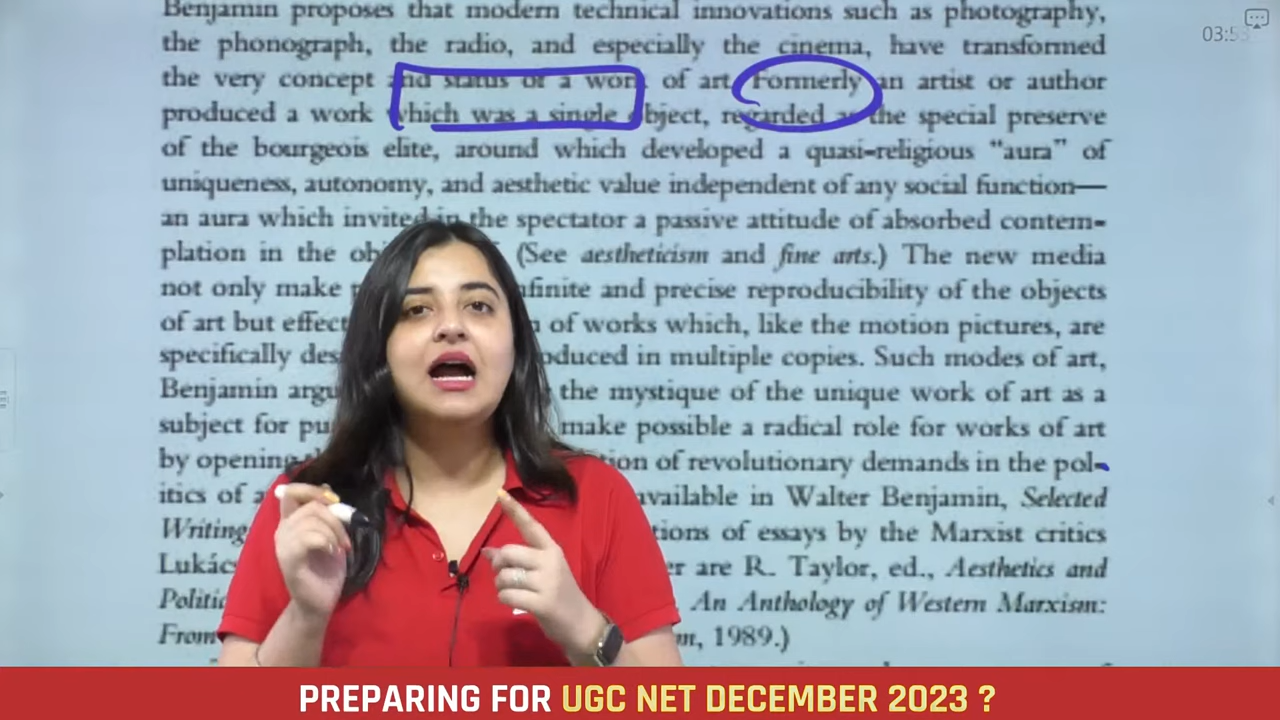 Benjamin proposes that modern technical innovations such as photography,
03:5
the phonograph, the radio, and especially the cinema, have transformed
the very concept and status of a work of art. Formerly an artist or author
produced a work which was a single object, regarded as the special preserve
of the bourgeois elite, around which developed a quasi-religious "aura" of
uniqueness, autonomy, and aesthetic value independent of any social function—
an aura which invited in the spectator a passive attitude of absorbed contem-
plation in the (See aestheticism and fine arts.) The new media
not only make and precise reproducibility of the objects
of art but of works which, like the motion pictures, are
specifically in multiple copies. Such modes of art,
Benjamin the mystique of the unique work of art as a
subject for make possible a radical role for works of art
by of revolutionary demands in the pol-
itics of available in Walter Benjamin, Selected
of essays by the Marxist critics
are R. Taylor, ed., Aesthetics and
An Anthology of Western Marxism:
From 1989.)
PREPARING FOR UGC NET DECEMBER 2023 ?